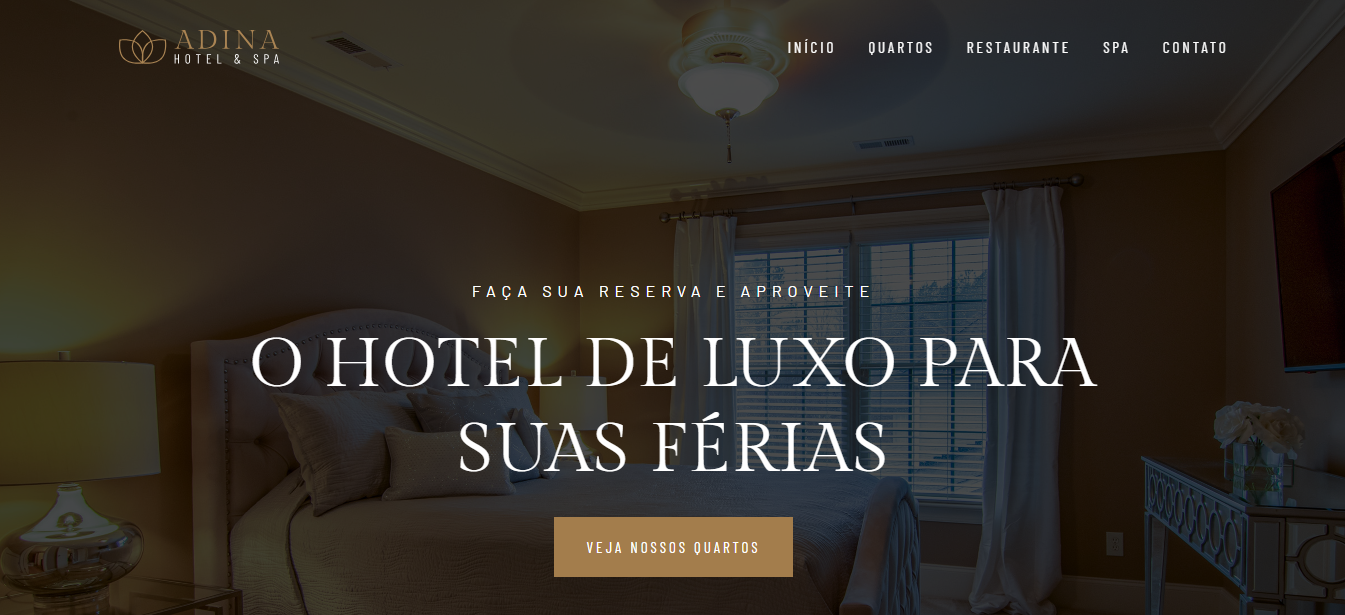 ADINA
HOTEL & SPA
INÍCIO QUARTOS RESTAURANTE SPA CONTATO
FAÇA SUA RESERVA E APROVEITE
O HOTEL DE LUXO PARA
SUAS FÉRIAS
VEJA NOSSOS QUARTOS